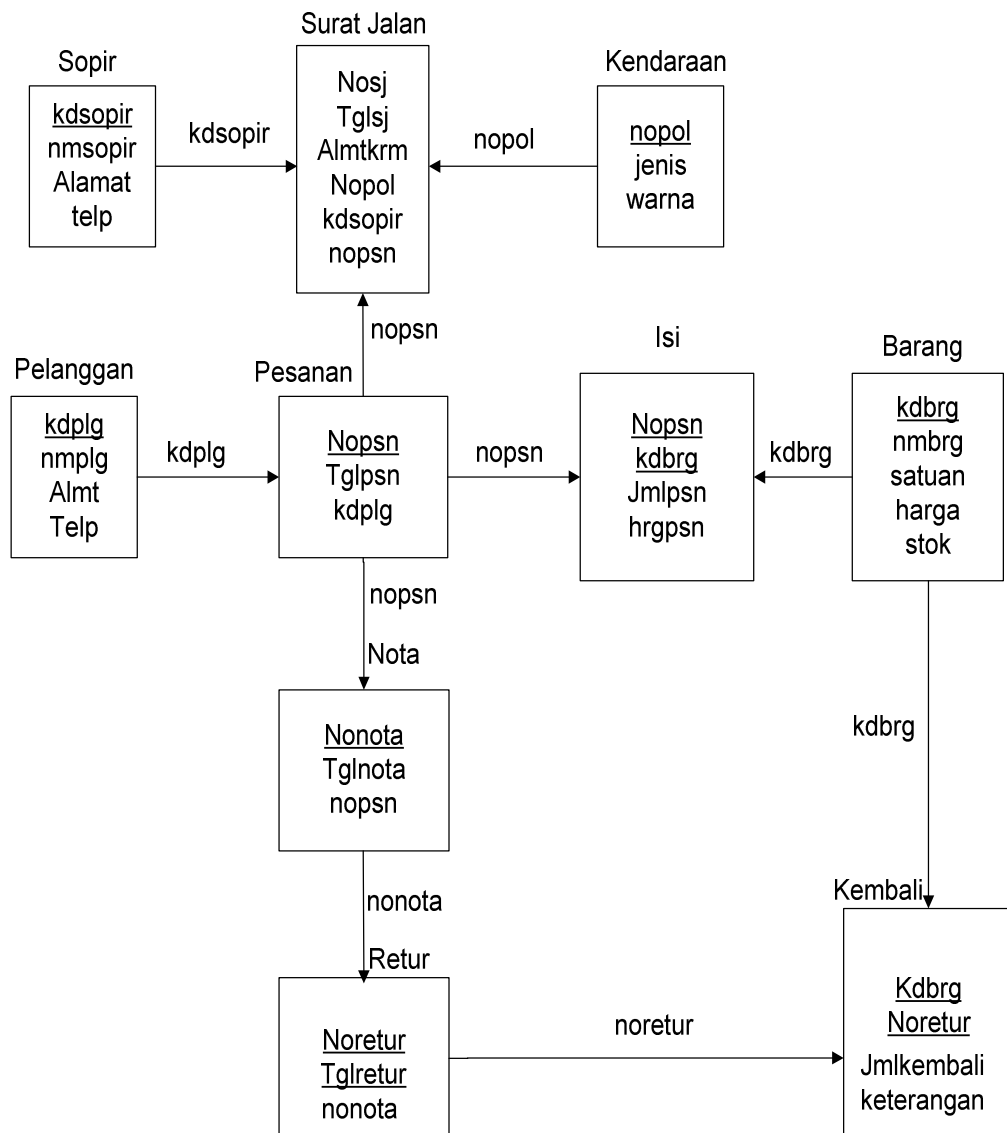 Surat Jalan
Sopir
Kendaraan
kdsopir
nmsopir
Alamat
telp
kdsopir
Nosj
Tglsj
Almtkrm
Nopol
kdsopir
nopsn
nopol
nopol
jenis
warna
nopsn
Isi
Barang
Pelanggan
Pesanan
kdplg
nmplg
Almt
Telp
kdplg
Nopsn
Tglpsn
kdplg
nopsn
Nopsn
kdbrg
Jmlpsn
hrgpsn
kdbrg
kdbrg
nmbrg
satuan
harga
stok
nopsn
Nota
Nonota
Tglnota
nopsn
kdbrg
nonota
Kembali
Retur
Noretur
Tglretur
nonota
noretur
Kdbrg
Noretur
Jmlkembali
keterangan